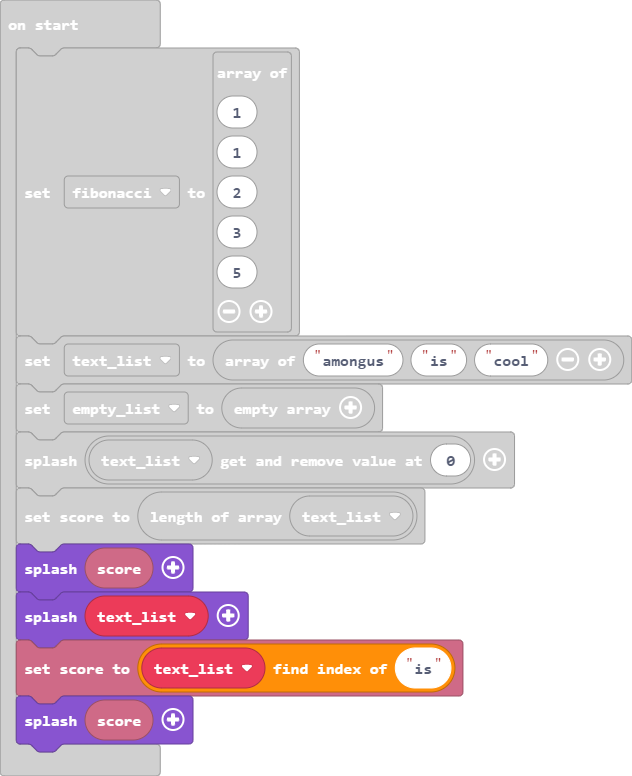 on start
array of
1
1
2
3
5
set fibonacci to
set text_list to array of "amongus" "is" "cool"
set empty_list to empty array
splash text_list get and remove value at 0
set score to length of array text_list
splash score
splash text_list
set score to text_list find index of "is"
splash score